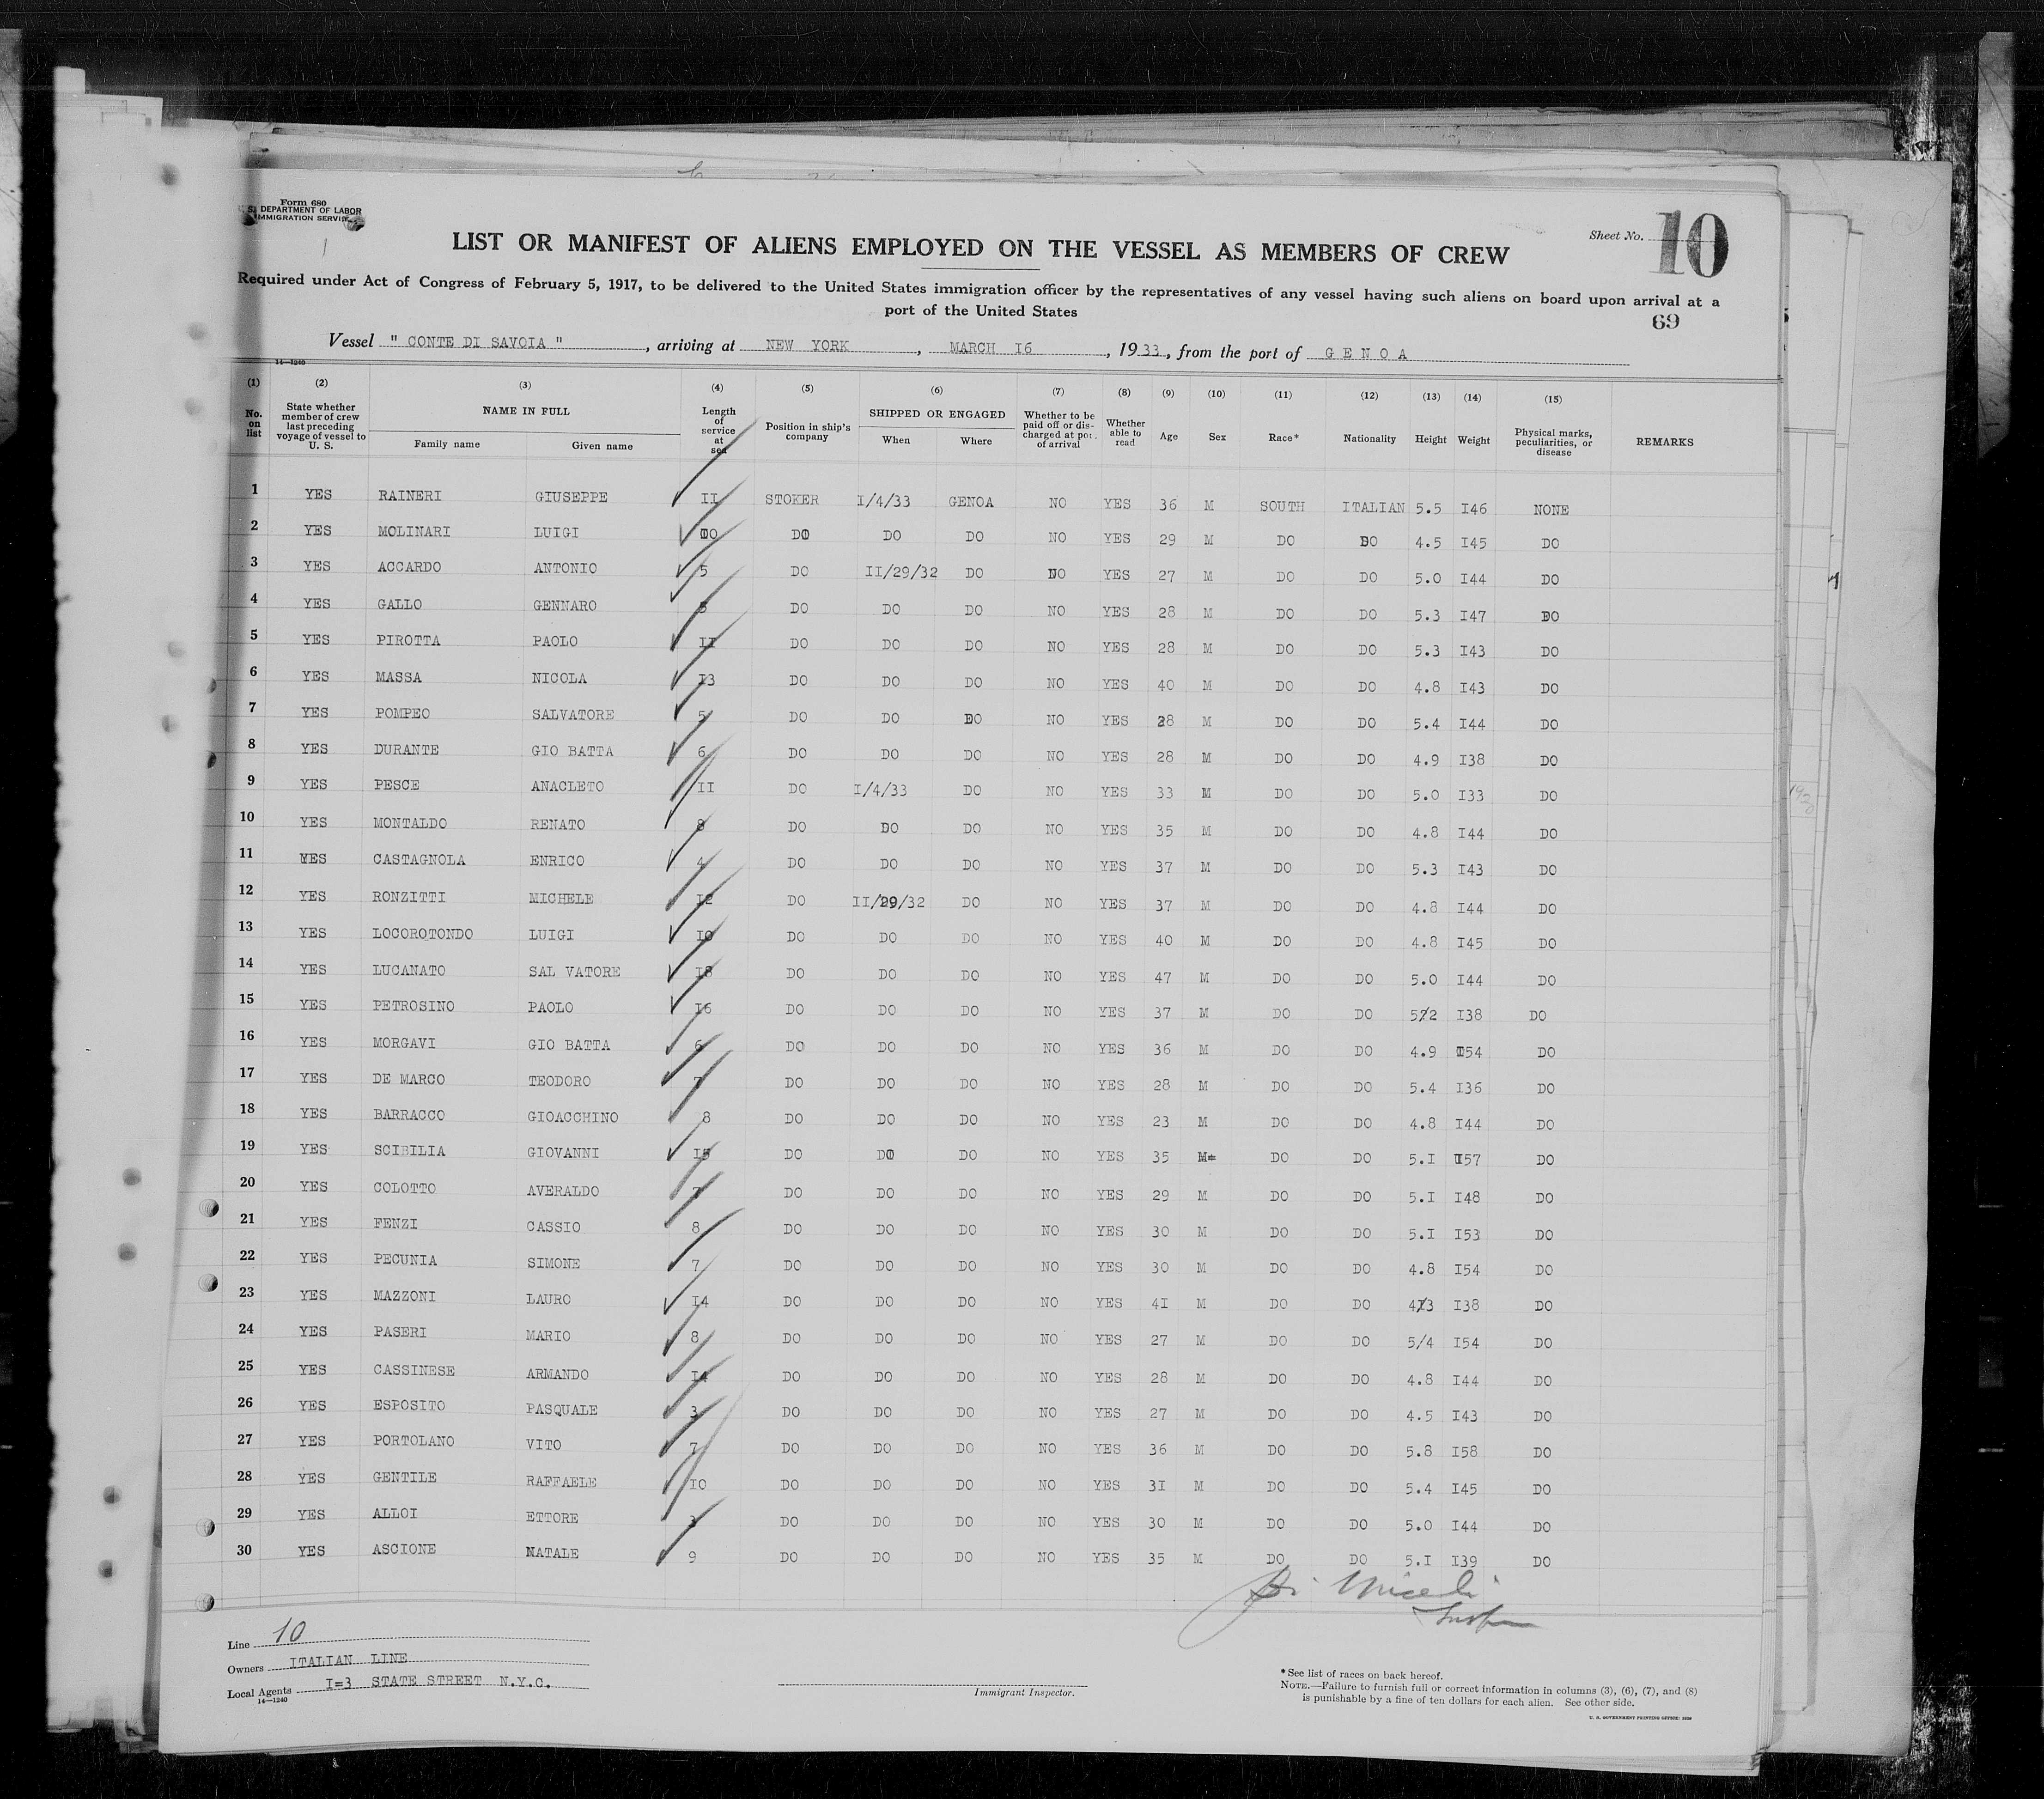 Form 680
U.S. DEPARTMENT OF LABOR
IMMIGRATION SERVICE
Sheet No. 10
LIST OR MANIFEST OF ALIENS EMPLOYED ON THE VESSEL AS MEMBERS OF CREW
Required under Act of Congress of February 5, 1917, to be delivered to the United States immigration officer by the representatives of any vessel having such aliens on board upon arrival at a
port of the United States
69
Vessel " CONTE DI SAVOIA ", arriving at NEW YORK, MARCH I6, 1933, from the port of GENOA
14—1240
(1) (2) (3) (4) (5) (6) (7) (8) (9) (10) (11) (12) (13) (14) (15)
No. on list State whether member of crew last preceding voyage of vessel to U. S. NAME IN FULL Family name Given name Length of service at sea Position in ship's company SHIPPED OR ENGAGED When Where Whether to be paid off or discharged at port of arrival Whether able to read Age Sex Race* Nationality Height Weight Physical marks, peculiarities, or disease REMARKS
1 YES RAINERI GIUSEPPE II STOKER I/4/33 GENOA NO YES 36 M SOUTH ITALIAN 5.5 I46 NONE
2 YES MOLINARI LUIGI I0 DO DO DO NO YES 29 M DO DO 4.5 I45 DO
3 YES ACCARDO ANTONIO 5 DO II/29/32 DO NO YES 27 M DO DO 5.0 I44 DO
4 YES GALLO GENNARO 5 DO DO DO NO YES 28 M DO DO 5.3 I47 DO
5 YES PIROTTA PAOLO II DO DO DO NO YES 28 M DO DO 5.3 I43 DO
6 YES MASSA NICOLA I3 DO DO DO NO YES 40 M DO DO 4.8 I43 DO
7 YES POMPEO SALVATORE 5 DO DO DO NO YES 28 M DO DO 5.4 I44 DO
8 YES DURANTE GIO BATTA 6 DO DO DO NO YES 28 M DO DO 4.9 I38 DO
9 YES PESCE ANACLETO II DO I/4/33 DO NO YES 33 M DO DO 5.0 I33 DO
10 YES MONTALDO RENATO 8 DO DO DO NO YES 35 M DO DO 4.8 I44 DO
11 YES CASTAGNOLA ENRICO 4 DO DO DO NO YES 37 M DO DO 5.3 I43 DO
12 YES RONZITTI MICHELE I2 DO II/29/32 DO NO YES 37 M DO DO 4.8 I44 DO
13 YES LOCOROTONDO LUIGI I0 DO DO DO NO YES 40 M DO DO 4.8 I45 DO
14 YES LUCANATO SAL VATORE I8 DO DO DO NO YES 47 M DO DO 5.0 I44 DO
15 YES PETROSINO PAOLO I6 DO DO DO NO YES 37 M DO DO 5/2 I38 DO
16 YES MORGAVI GIO BATTA 6 DO DO DO NO YES 36 M DO DO 4.9 I54 DO
17 YES DE MARCO TEODORO 7 DO DO DO NO YES 28 M DO DO 5.4 I36 DO
18 YES BARRACCO GIOACCHINO 8 DO DO DO NO YES 23 M DO DO 4.8 I44 DO
19 YES SCIBILIA GIOVANNI I5 DO DO DO NO YES 35 M= DO DO 5.I I57 DO
20 YES COLOTTO AVERALDO 7 DO DO DO NO YES 29 M DO DO 5.I I48 DO
21 YES FENZI CASSIO 8 DO DO DO NO YES 30 M DO DO 5.I I53 DO
22 YES PECUNIA SIMONE 7 DO DO DO NO YES 30 M DO DO 4.8 I54 DO
23 YES MAZZONI LAURO I4 DO DO DO NO YES 4I M DO DO 4/3 I38 DO
24 YES PASERI MARIO 8 DO DO DO NO YES 27 M DO DO 5/4 I54 DO
25 YES CASSINESE ARMANDO I4 DO DO DO NO YES 28 M DO DO 4.8 I44 DO
26 YES ESPOSITO PASQUALE 3 DO DO DO NO YES 27 M DO DO 4.5 I43 DO
27 YES PORTOLANO VITO 7 DO DO DO NO YES 36 M DO DO 5.8 I58 DO
28 YES GENTILE RAFFAELE I0 DO DO DO NO YES 3I M DO DO 5.4 I45 DO
29 YES ALLOI ETTORE 3 DO DO DO NO YES 30 M DO DO 5.0 I44 DO
30 YES ASCIONE NATALE 9 DO DO DO NO YES 35 M DO DO 5.I I39 DO
Line 10
Owners ITALIAN LINE
Local Agents I=3 STATE STREET N.Y.C.
14—1240
Immigrant Inspector.
* See list of races on back hereof.
NOTE.—Failure to furnish full or correct information in columns (3), (6), (7), and (8)
is punishable by a fine of ten dollars for each alien. See other side.
U. S. GOVERNMENT PRINTING OFFICE: